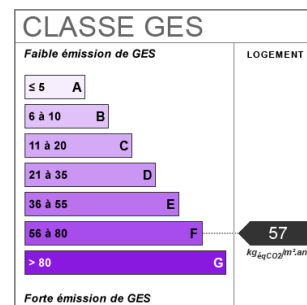 CLASSE GES
Faible émission de GES
LOGEMENT
≤ 5 A
6 à 10 B
11 à 20 C
21 à 35 D
36 à 55 E
56 à 80 F
57
kgéqCO2/m².an
> 80 G
Forte émission de GES